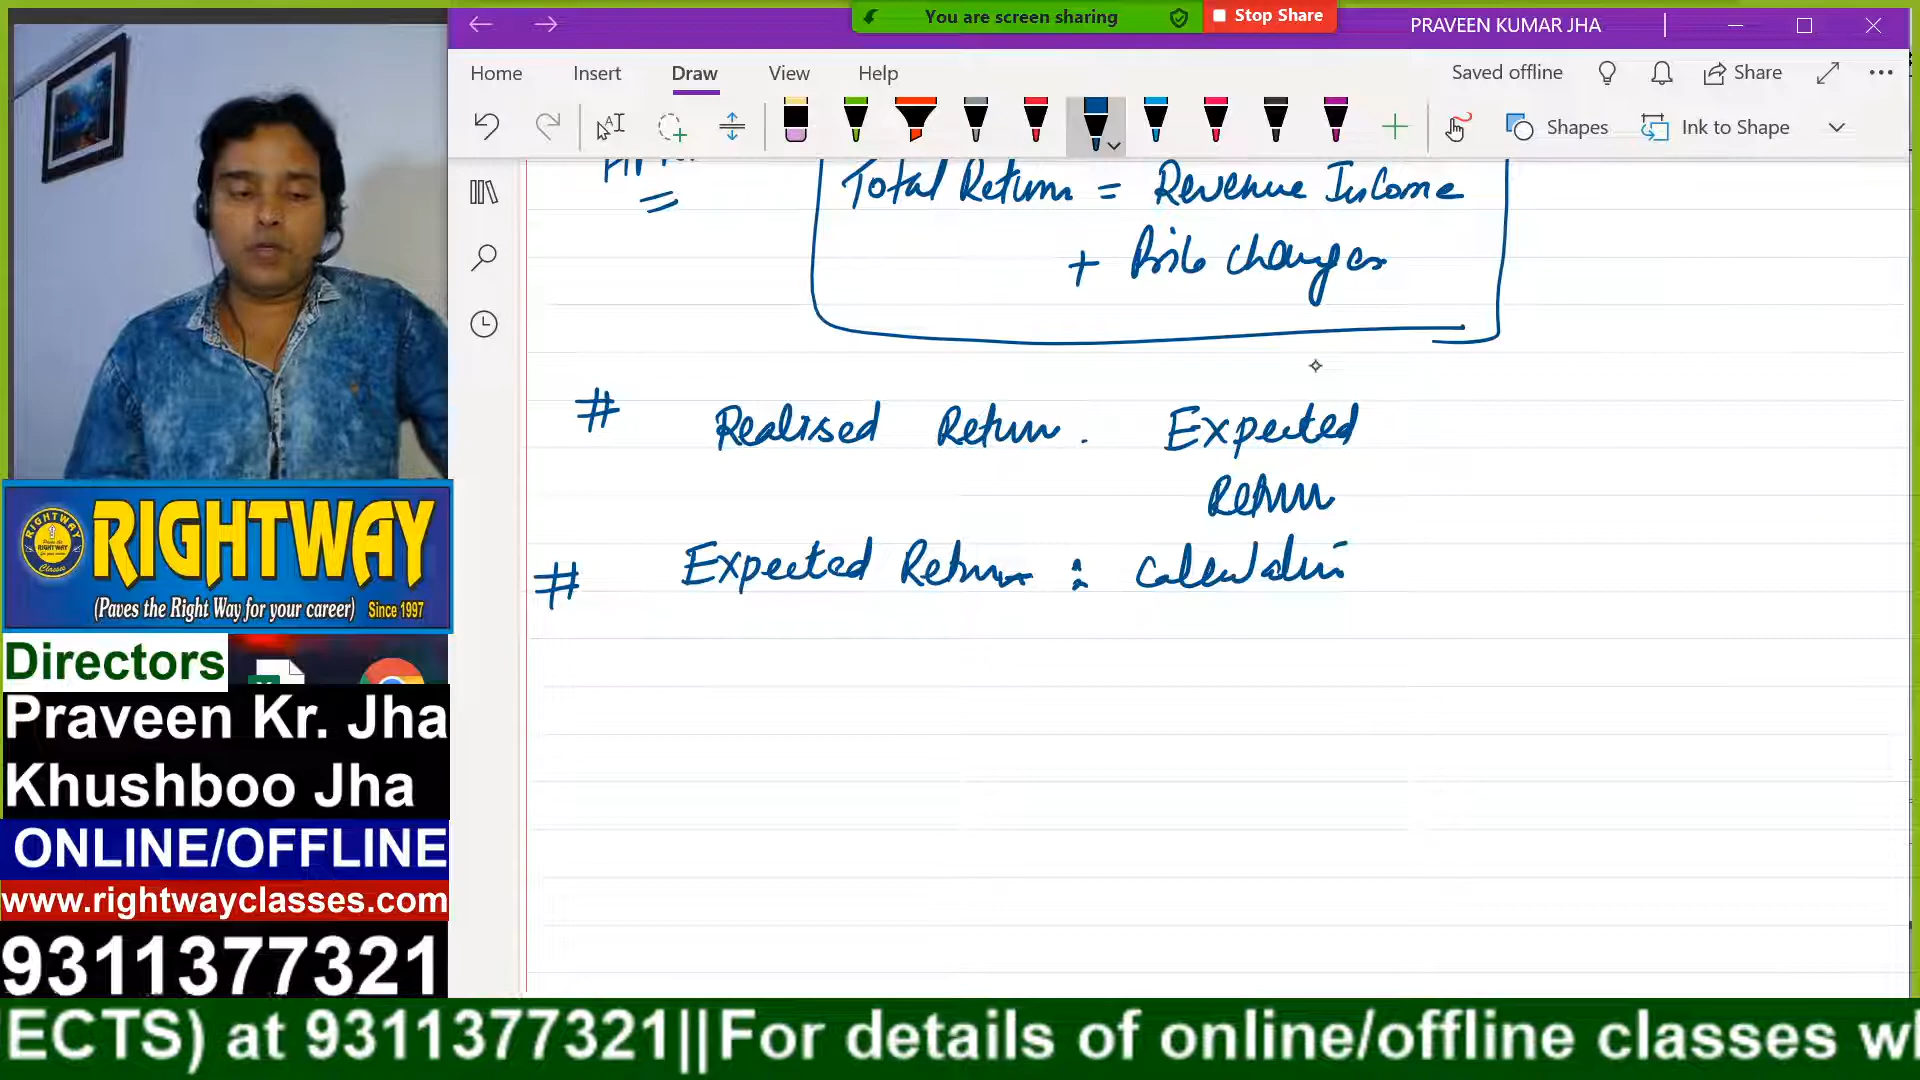 You are screen sharing
Stop Share
PRAVEEN KUMAR JHA
Home Insert Draw View Help
Saved offline
Share
Shapes
Ink to Shape
Total Return = Revenue Income
+ Price changes
# Realised Return . Expected
Return
# Expected Return : Calculation
RIGHTWAY
(Paves the Right Way for your career) Since 1997
Directors
Praveen Kr. Jha
Khushboo Jha
ONLINE/OFFLINE
www.rightwayclasses.com
9311377321
ECTS) at 9311377321||For details of online/offline classes w